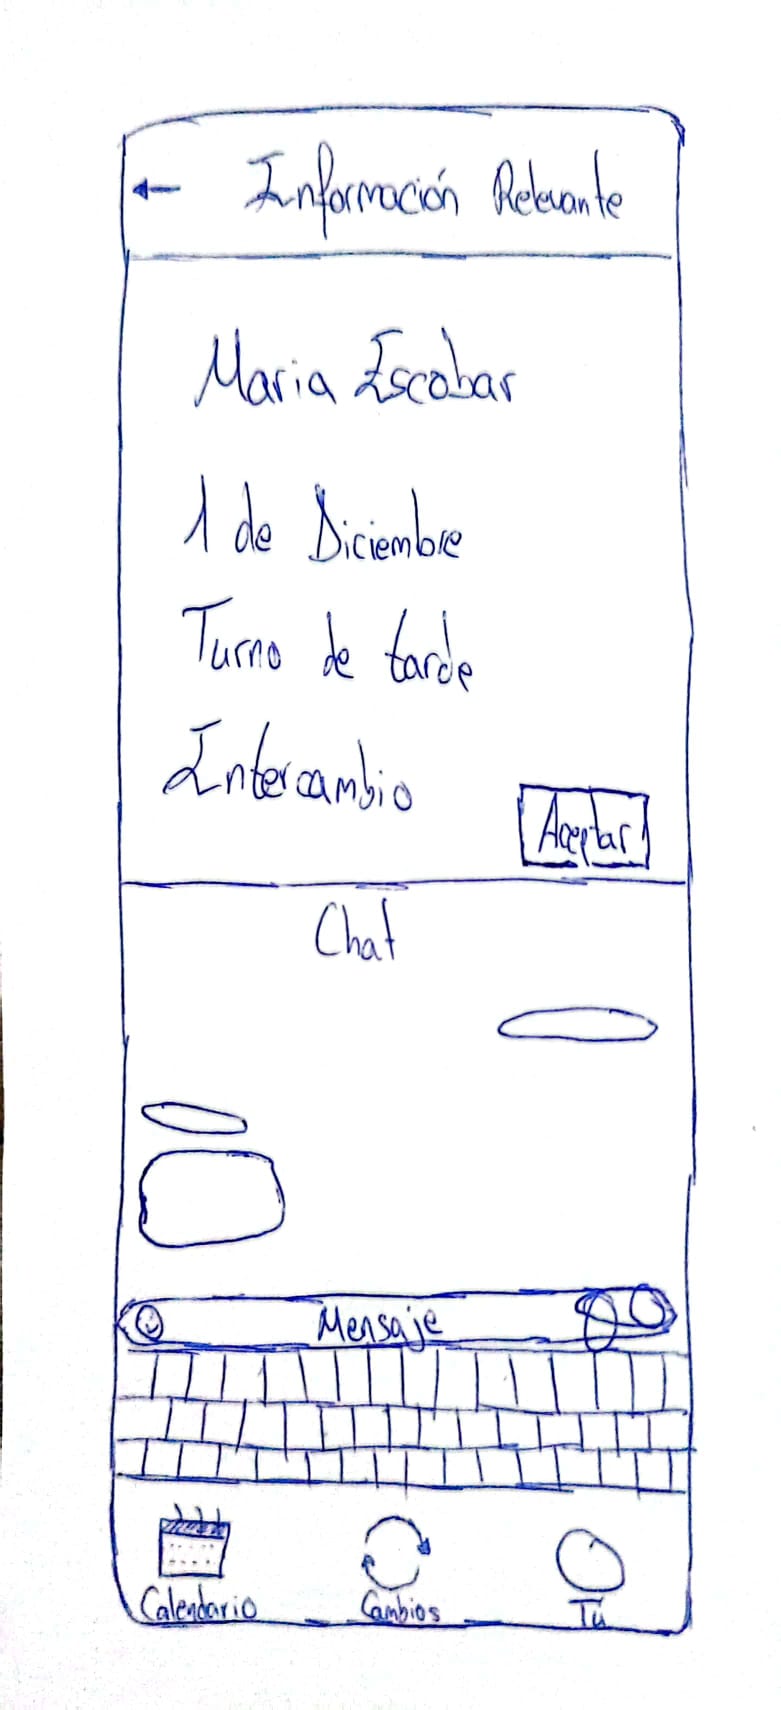 Información Relevante
Maria Escobar
1 de Diciembre
Turno de tarde
Intercambio
Aceptar
Chat
Mensaje
Calendario
Cambios
Tú